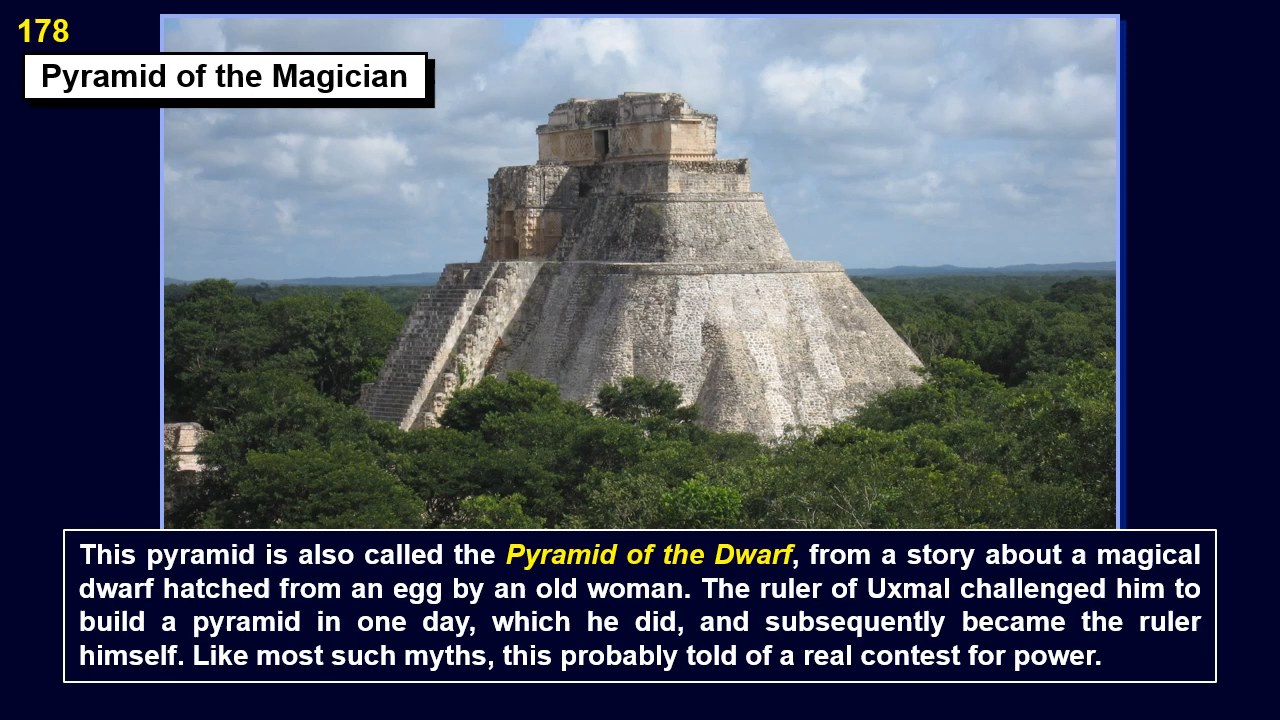 178
Pyramid of the Magician
This pyramid is also called the Pyramid of the Dwarf, from a story about a magical
dwarf hatched from an egg by an old woman. The ruler of Uxmal challenged him to
build a pyramid in one day, which he did, and subsequently became the ruler
himself. Like most such myths, this probably told of a real contest for power.